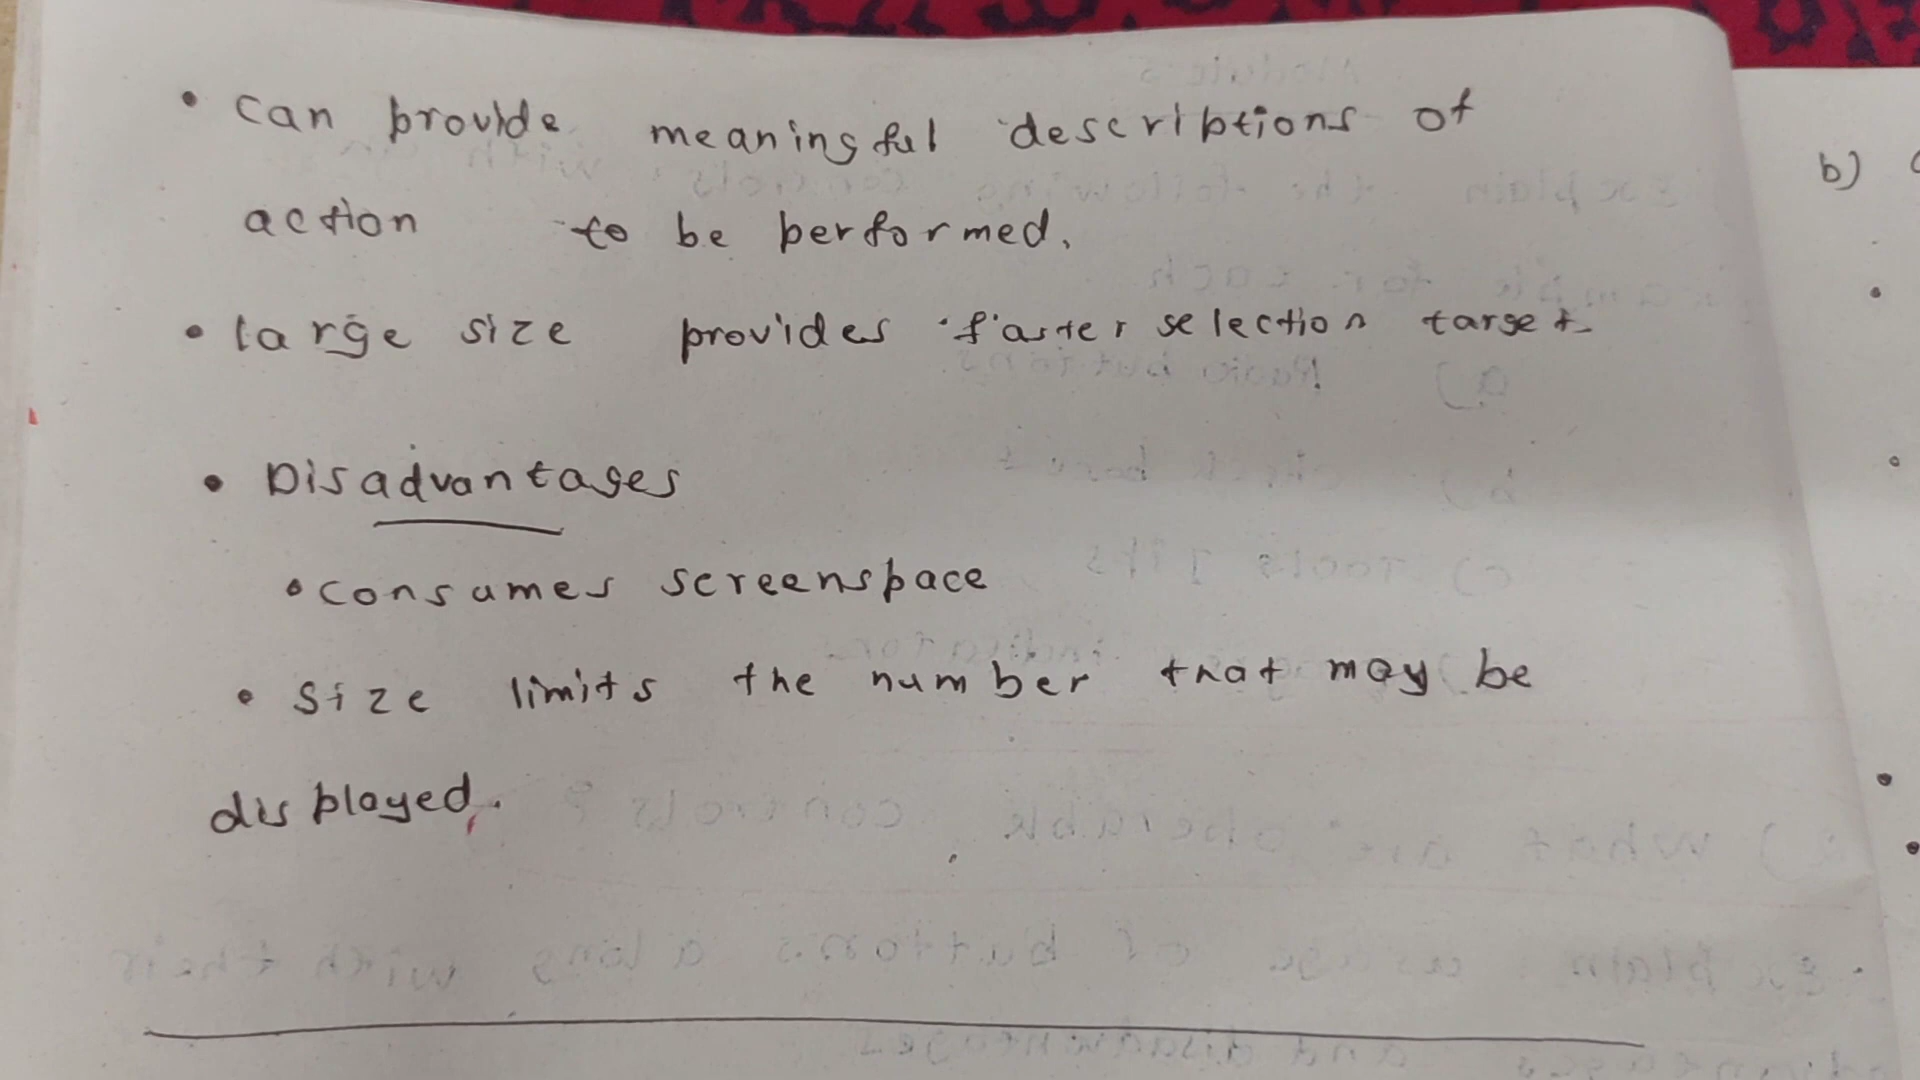 • can provide meaningful descriptions of
action to be performed.
• large size provides faster selection target.
• Disadvantages
• consumes screenspace
• size limits the number that may be
displayed.
b)